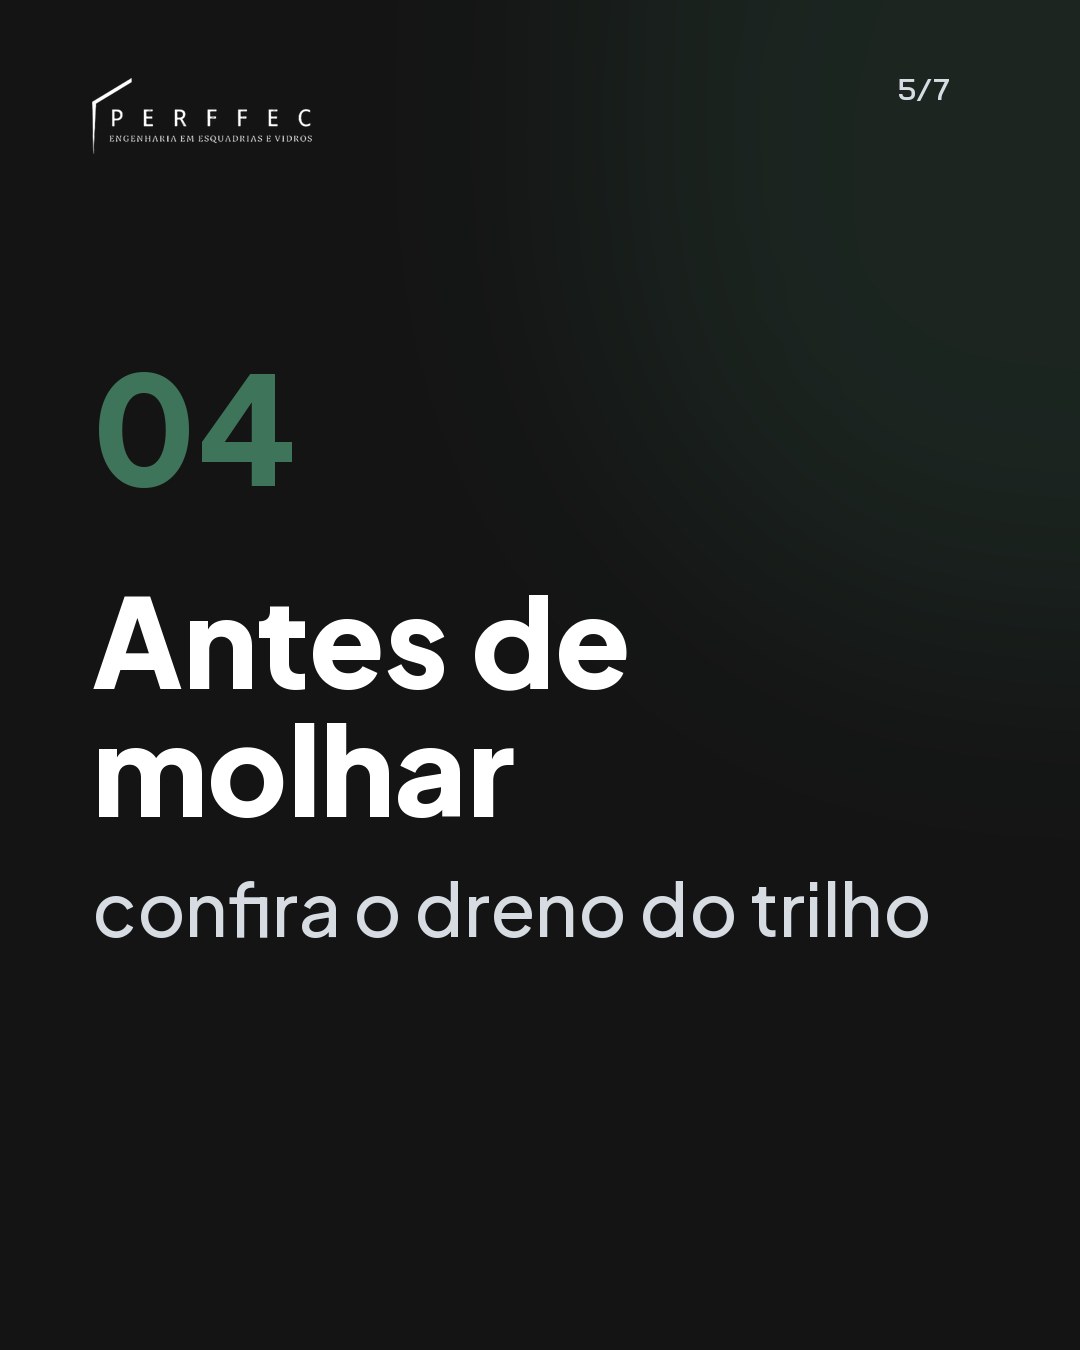 PERFFEC
ENGENHARIA EM ESQUADRIAS E VIDROS
5/7
04
Antes de
molhar
confira o dreno do trilho